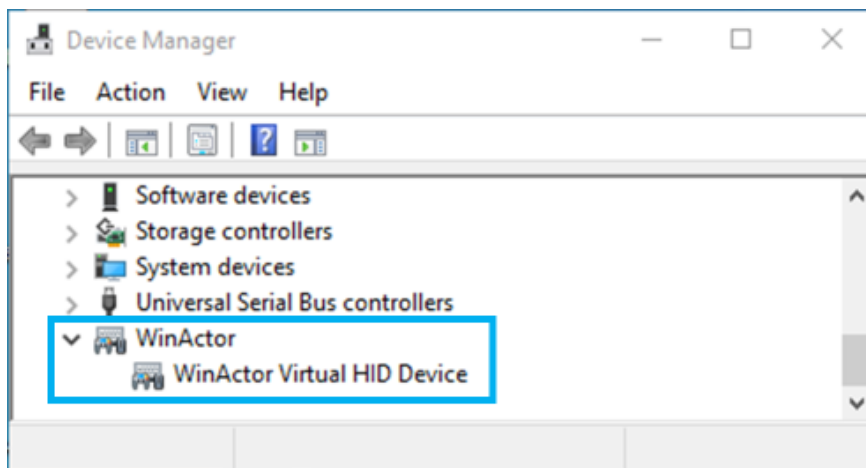 Device Manager
File Action View Help
Software devices
Storage controllers
System devices
Universal Serial Bus controllers
WinActor
WinActor Virtual HID Device